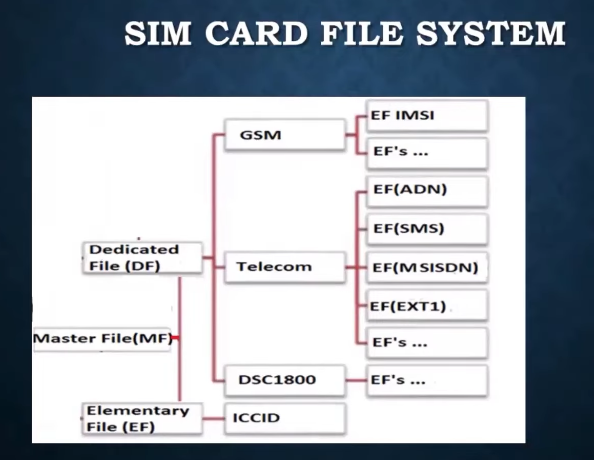 SIM CARD FILE SYSTEM
EF IMSI
GSM
EF's ...
EF(ADN)
EF(SMS)
Dedicated
File (DF)
Telecom
EF(MSISDN)
EF(EXT1)
Master File(MF)
EF's ...
DSC1800
EF's ...
Elementary
File (EF)
ICCID